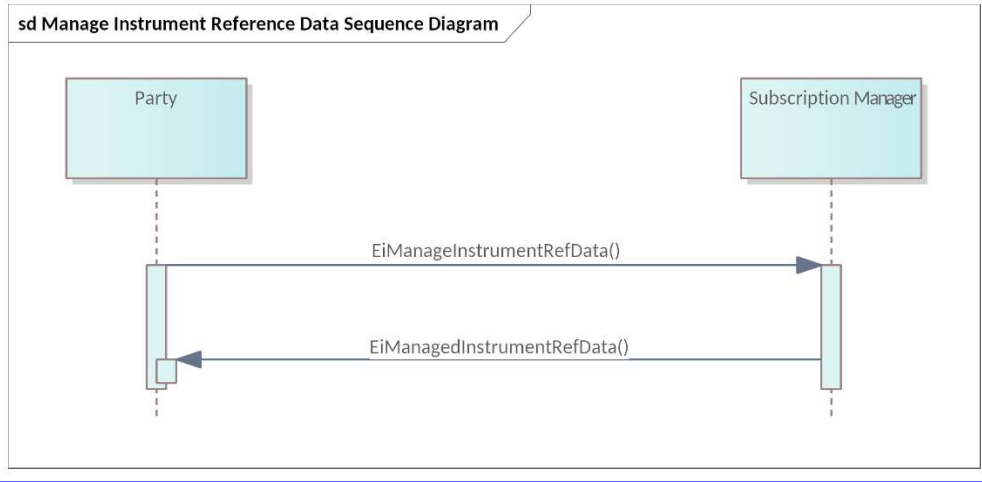 sd Manage Instrument Reference Data Sequence Diagram
Party
Subscription Manager
EiManageInstrumentRefData()
EiManagedInstrumentRefData()